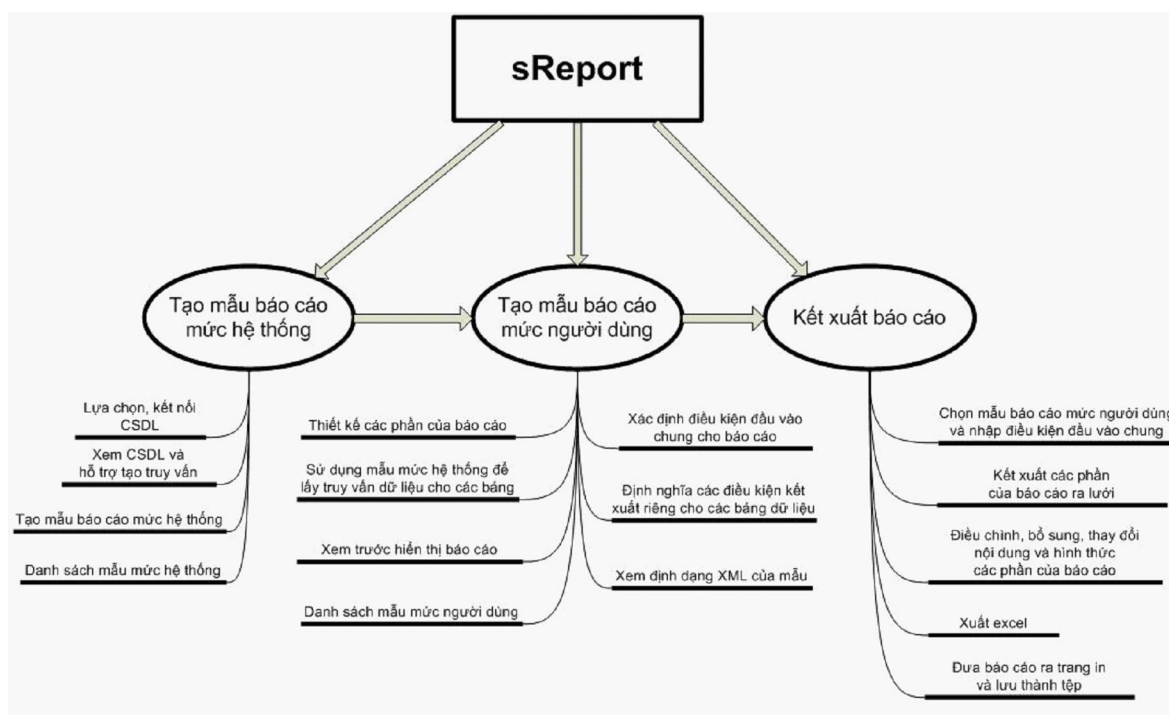 sReport
Tạo mẫu báo cáo
mức hệ thống
Tạo mẫu báo cáo
mức người dùng
Kết xuất báo cáo
Lựa chọn, kết nối
CSDL
Xem CSDL và
hỗ trợ tạo truy vấn
Tạo mẫu báo cáo mức hệ thống
Danh sách mẫu mức hệ thống
Thiết kế các phần của báo cáo
Sử dụng mẫu mức hệ thống để
lấy truy vấn dữ liệu cho các bảng
Xem trước hiển thị báo cáo
Danh sách mẫu mức người dùng
Xác định điều kiện đầu vào
chung cho báo cáo
Định nghĩa các điều kiện kết
xuất riêng cho các bảng dữ liệu
Xem định dạng XML của mẫu
Chọn mẫu báo cáo mức người dùng
và nhập điều kiện đầu vào chung
Kết xuất các phần
của báo cáo ra lưới
Điều chỉnh, bổ sung, thay đổi
nội dung và hình thức
các phần của báo cáo
Xuất excel
Đưa báo cáo ra trang in
và lưu thành tệp